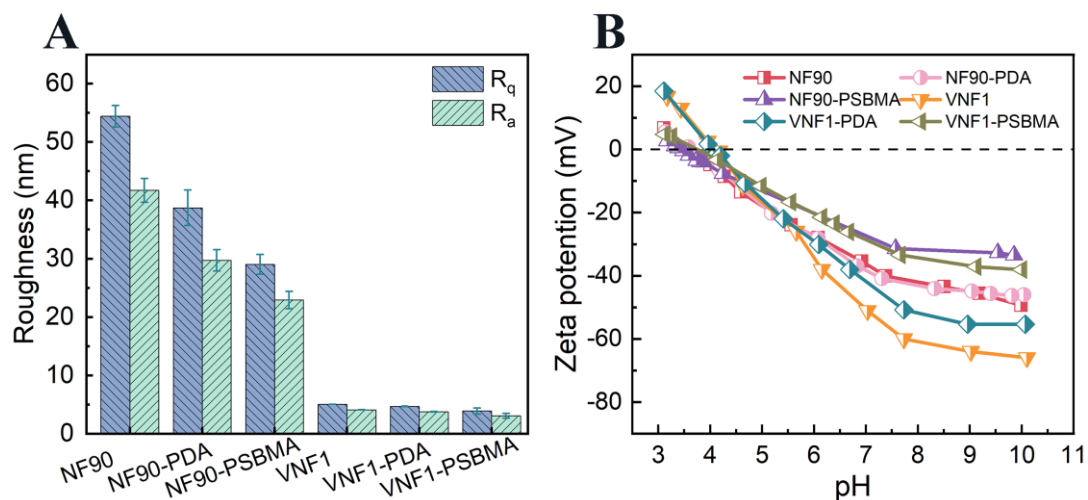 A
Roughness (nm)
60
50
40
30
20
10
0
Rq
Ra
NF90
NF90-PDA
NF90-PSBMA
VNF1
VNF1-PDA
VNF1-PSBMA
B
Zeta potention (mV)
20
0
-20
-40
-60
-80
NF90
NF90-PDA
NF90-PSBMA
VNF1
VNF1-PDA
VNF1-PSBMA
3 4 5 6 7 8 9 10 11
pH